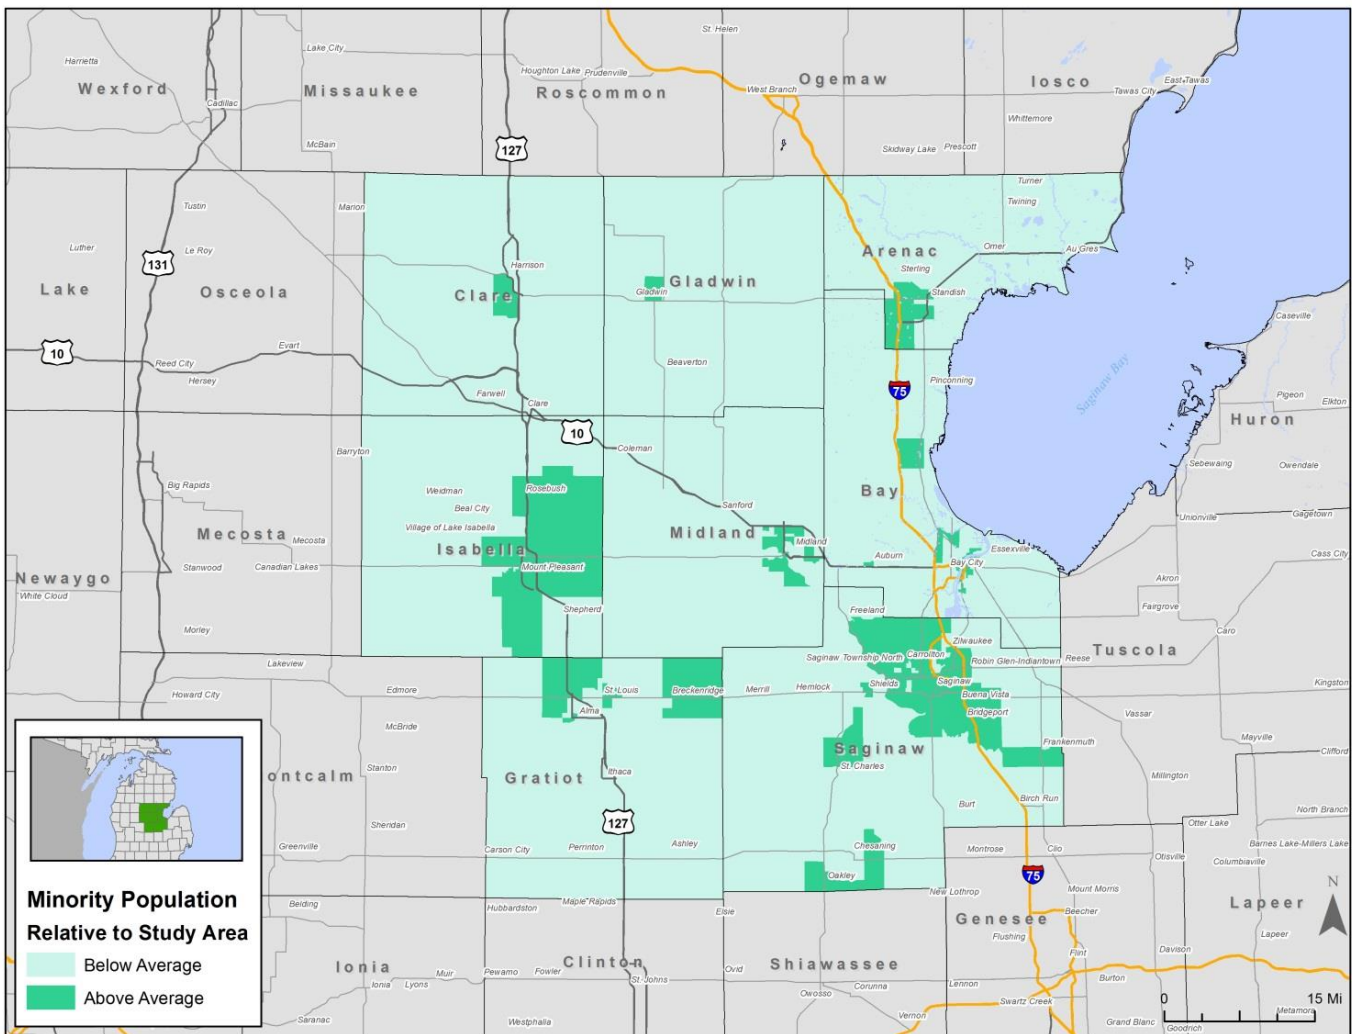 St. Helen
Lake City
Harrietta
Houghton Lake
Prudenville
Ogemaw
Iosco
East Tawas
Wexford
Missaukee
Roscommon
West Branch
Tawas City
Cadillac
Whittemore
McBain
127
Skidway Lake
Prescott
Marion
Turner
Tustin
Twining
Luther
Le Roy
131
Harrison
Arenac
Omer
Au Gres
Sterling
Lake
Osceola
Clare
Gladwin
Gladwin
Standish
Caseville
10
Evart
Reed City
Hersey
Beaverton
Saginaw Bay
Pinconning
75
Farwell
Clare
Pigeon
Elkton
Huron
10
Barryton
Coleman
Sebewaing
Owendale
Big Rapids
Weidman
Rosebush
Bay
Beal City
Sanford
Unionville
Gagetown
Village of Lake Isabella
Mecosta
Mecosta
Isabella
Midland
Midland
Auburn
Essexville
Cass City
Stanwood
Canadian Lakes
Mount Pleasant
Bay City
Newaygo
Akron
White Cloud
Shepherd
Freeland
Fairgrove
Morley
Zilwaukee
Caro
Lakeview
Saginaw Township North
Carrollton
Robin Glen-Indiantown
Reese
Tuscola
Howard City
Edmore
St. Louis
Breckenridge
Merrill
Hemlock
Shields
Saginaw
Kingston
Buena Vista
McBride
Alma
Bridgeport
Vassar
Mayville
Frankenmuth
Saginaw
Clifford
Stanton
Ithaca
St. Charles
ontcalm
Gratiot
Millington
Burt
Birch Run
North Branch
Sheridan
127
Otter Lake
Greenville
Carson City
Perrinton
Ashley
Chesaning
Montrose
Clio
Otisville
Barnes Lake-Millers Lake
Columbiaville
Oakley
75
Mount Morris
N
Belding
Hubbardston
Maple Rapids
Elsie
New Lothrop
Beecher
Lapeer
Genesee
Flushing
Lapeer
Ionia
Clinton
Shiawassee
Davison
Flint
Muir
Pewamo
Fowler
Ovid
Burton
Ionia
Lyons
St. Johns
Corunna
Lennon
Owosso
Swartz Creek
Saranac
Westphalia
Vernon
Grand Blanc
Goodrich
Metamora
Minority Population
Relative to Study Area
Below Average
Above Average
0 15 Mi